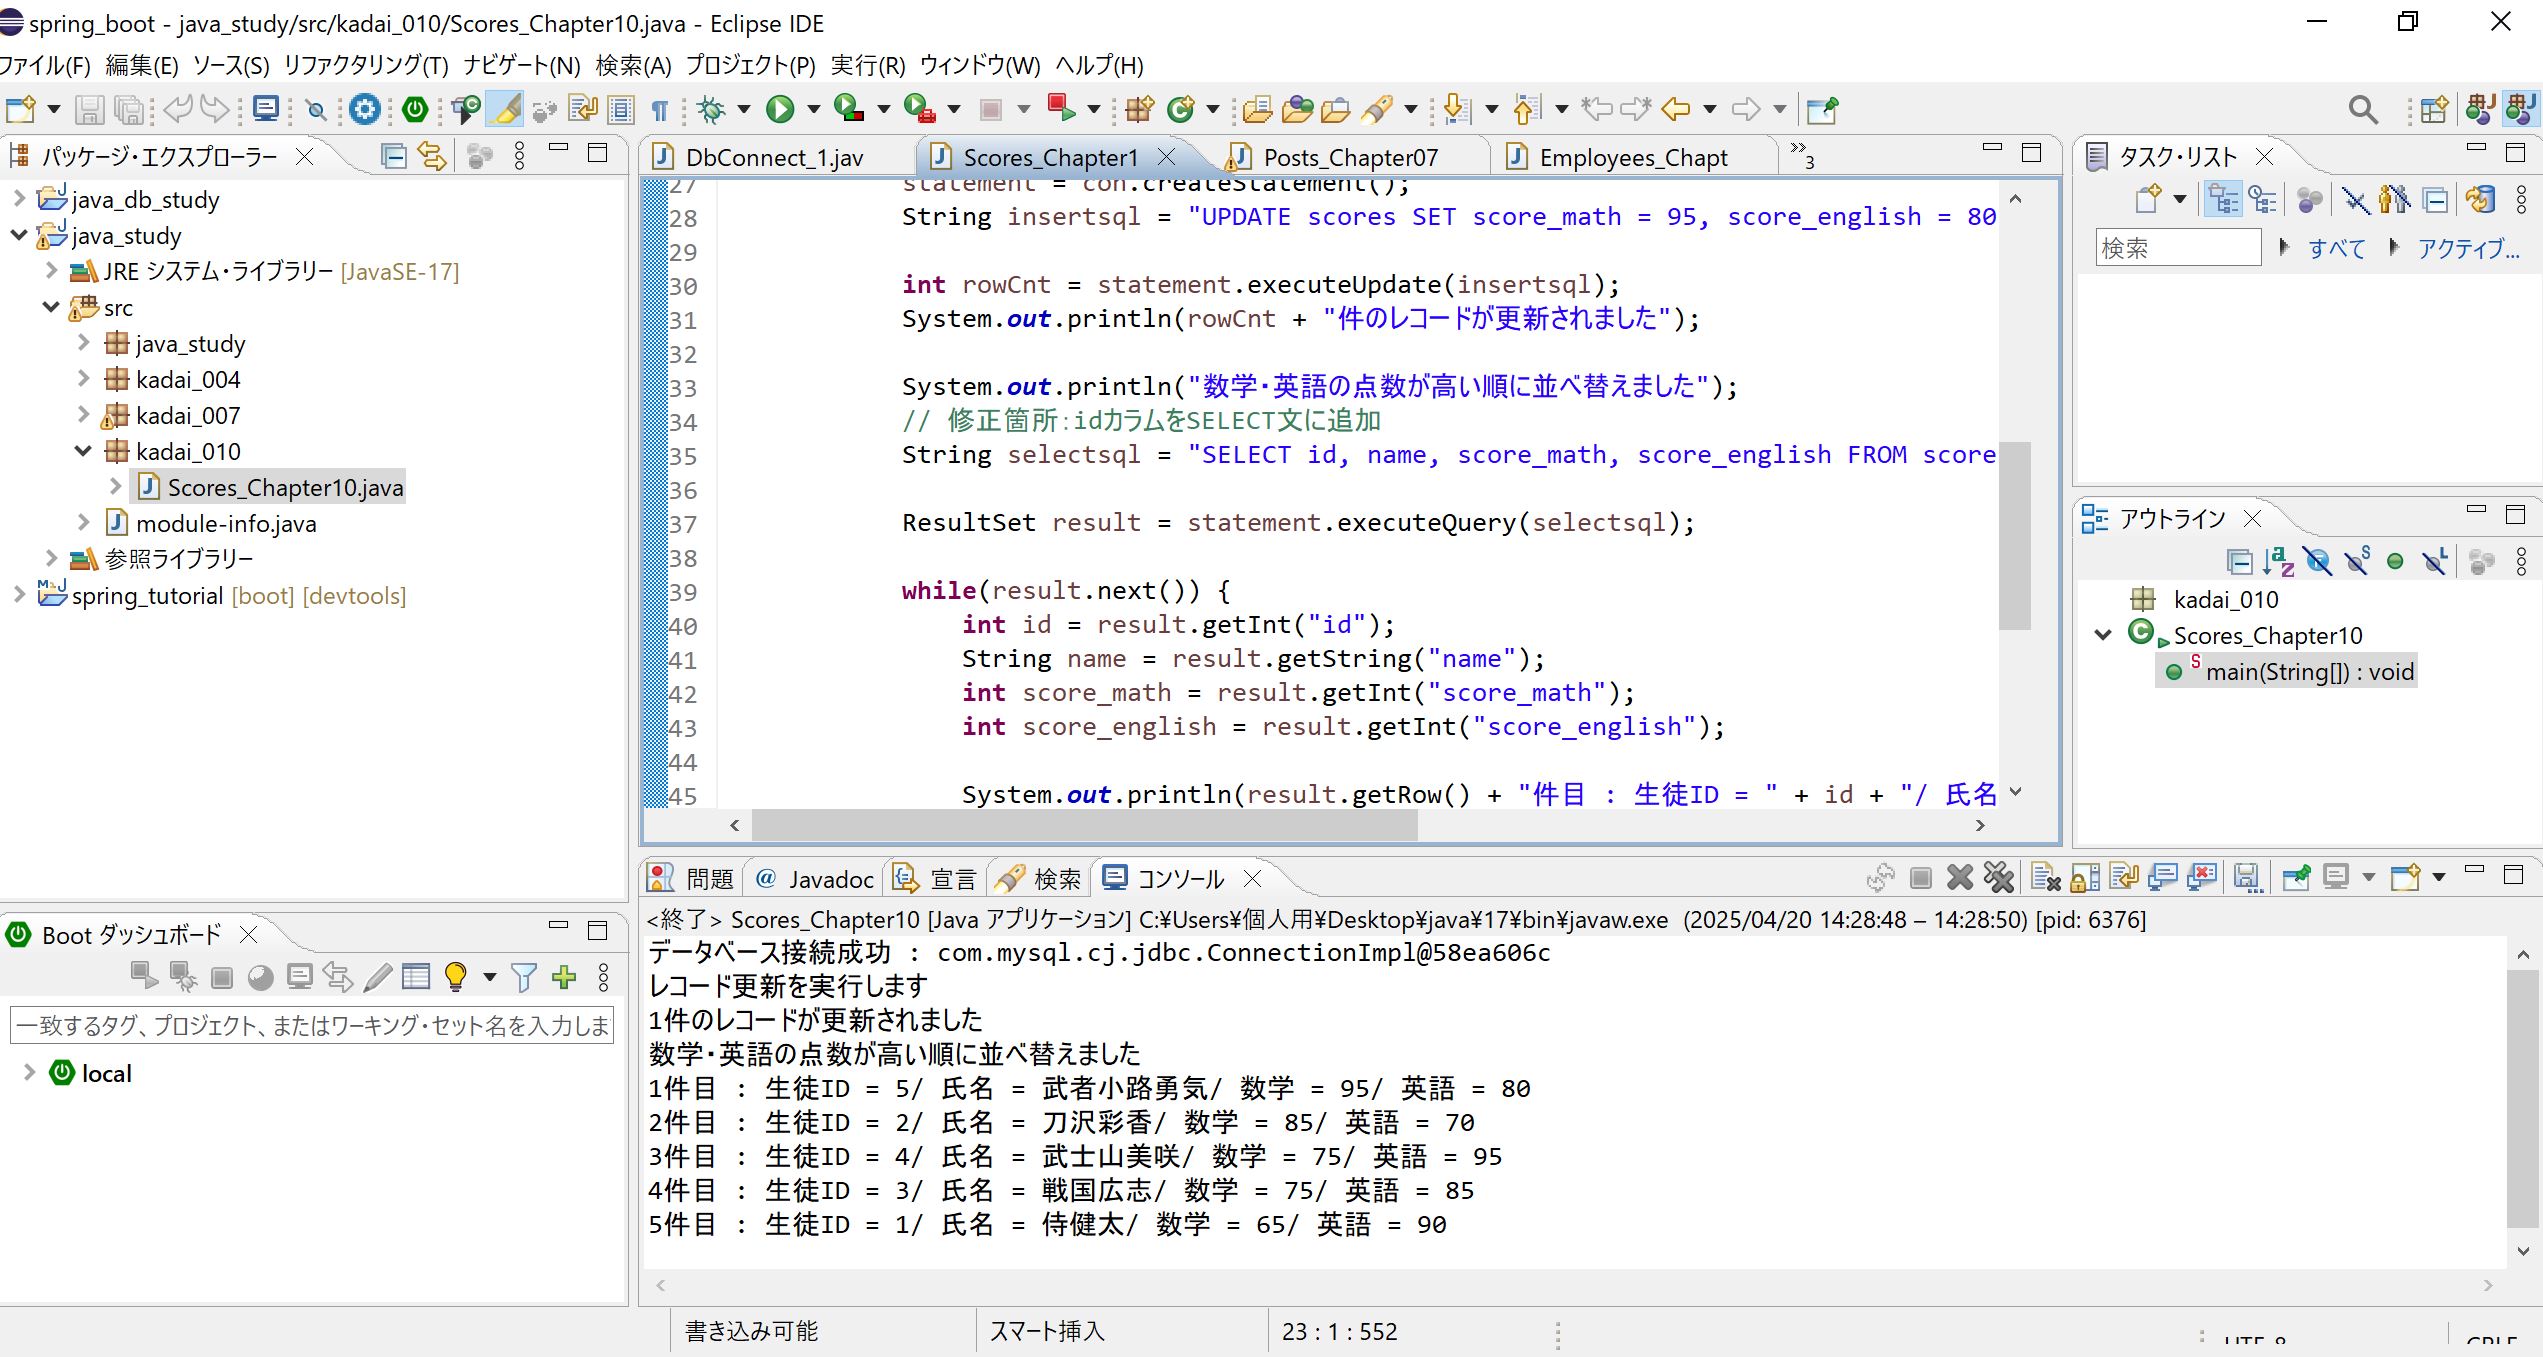 spring_boot - java_study/src/kadai_010/Scores_Chapter10.java - Eclipse IDE
ファイル(F) 編集(E) ソース(S) リファクタリング(T) ナビゲート(N) 検索(A) プロジェクト(P) 実行(R) ウィンドウ(W) ヘルプ(H)
パッケージ・エクスプローラー
java_db_study
java_study
JRE システム・ライブラリー [JavaSE-17]
src
java_study
kadai_004
kadai_007
kadai_010
Scores_Chapter10.java
module-info.java
参照ライブラリー
spring_tutorial [boot] [devtools]
Boot ダッシュボード
一致するタグ、プロジェクト、またはワーキング・セット名を入力しま
local
DbConnect_1.jav Scores_Chapter1 Posts_Chapter07 Employees_Chapt »3
27 statement = con.createStatement();
28 String insertsql = "UPDATE scores SET score_math = 95, score_english = 80
29
30 int rowCnt = statement.executeUpdate(insertsql);
31 System.out.println(rowCnt + "件のレコードが更新されました");
32
33 System.out.println("数学・英語の点数が高い順に並べ替えました");
34 // 修正箇所：idカラムをSELECT文に追加
35 String selectsql = "SELECT id, name, score_math, score_english FROM score
36
37 ResultSet result = statement.executeQuery(selectsql);
38
39 while(result.next()) {
40 int id = result.getInt("id");
41 String name = result.getString("name");
42 int score_math = result.getInt("score_math");
43 int score_english = result.getInt("score_english");
44
45 System.out.println(result.getRow() + "件目 : 生徒ID = " + id + "/ 氏名
問題 @ Javadoc 宣言 検索 コンソール
<終了> Scores_Chapter10 [Java アプリケーション] C:¥Users¥個人用¥Desktop¥java¥17¥bin¥javaw.exe (2025/04/20 14:28:48 – 14:28:50) [pid: 6376]
データベース接続成功 : com.mysql.cj.jdbc.ConnectionImpl@58ea606c
レコード更新を実行します
1件のレコードが更新されました
数学・英語の点数が高い順に並べ替えました
1件目 : 生徒ID = 5/ 氏名 = 武者小路勇気/ 数学 = 95/ 英語 = 80
2件目 : 生徒ID = 2/ 氏名 = 刀沢彩香/ 数学 = 85/ 英語 = 70
3件目 : 生徒ID = 4/ 氏名 = 武士山美咲/ 数学 = 75/ 英語 = 95
4件目 : 生徒ID = 3/ 氏名 = 戦国広志/ 数学 = 75/ 英語 = 85
5件目 : 生徒ID = 1/ 氏名 = 侍健太/ 数学 = 65/ 英語 = 90
タスク・リスト
検索 すべて アクティブ...
アウトライン
kadai_010
Scores_Chapter10
main(String[]) : void
書き込み可能 スマート挿入 23 : 1 : 552